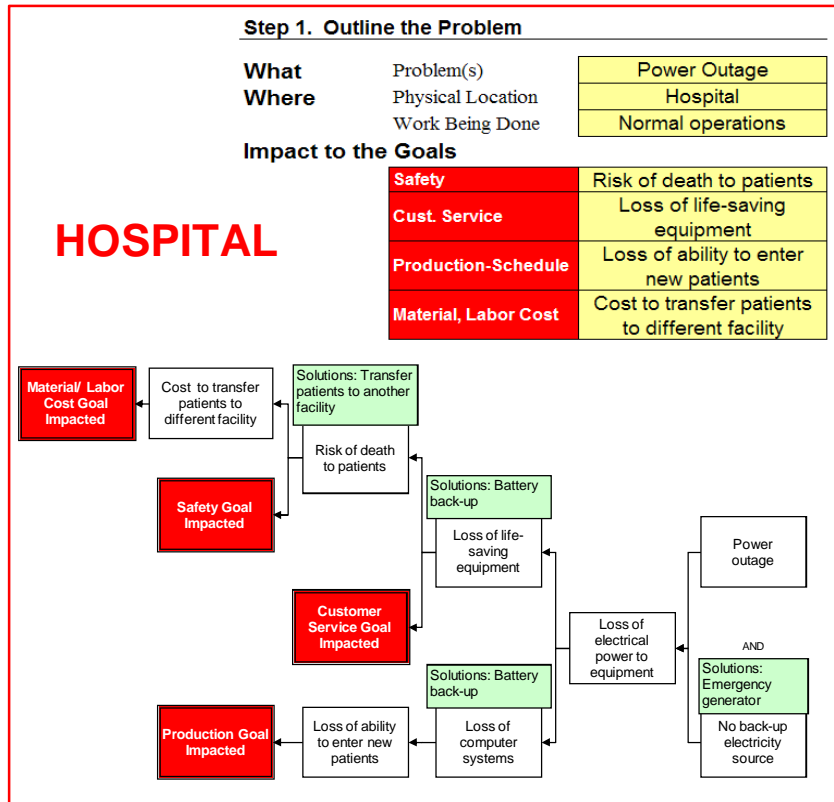 Step 1. Outline the Problem
What Problem(s) Power Outage
Where Physical Location Hospital
Work Being Done Normal operations
Impact to the Goals
Safety Risk of death to patients
Cust. Service Loss of life-saving
equipment
Production-Schedule Loss of ability to enter
new patients
Material, Labor Cost Cost to transfer patients
to different facility
HOSPITAL
Material/ Labor
Cost Goal
Impacted
Cost to transfer
patients to
different facility
Solutions: Transfer
patients to another
facility
Risk of death
to patients
Safety Goal
Impacted
Solutions: Battery
back-up
Loss of life-
saving
equipment
Customer
Service Goal
Impacted
Power
outage
Loss of
electrical
power to
equipment
AND
Solutions:
Emergency
generator
No back-up
electricity
source
Solutions: Battery
back-up
Loss of
computer
systems
Loss of ability
to enter new
patients
Production Goal
Impacted